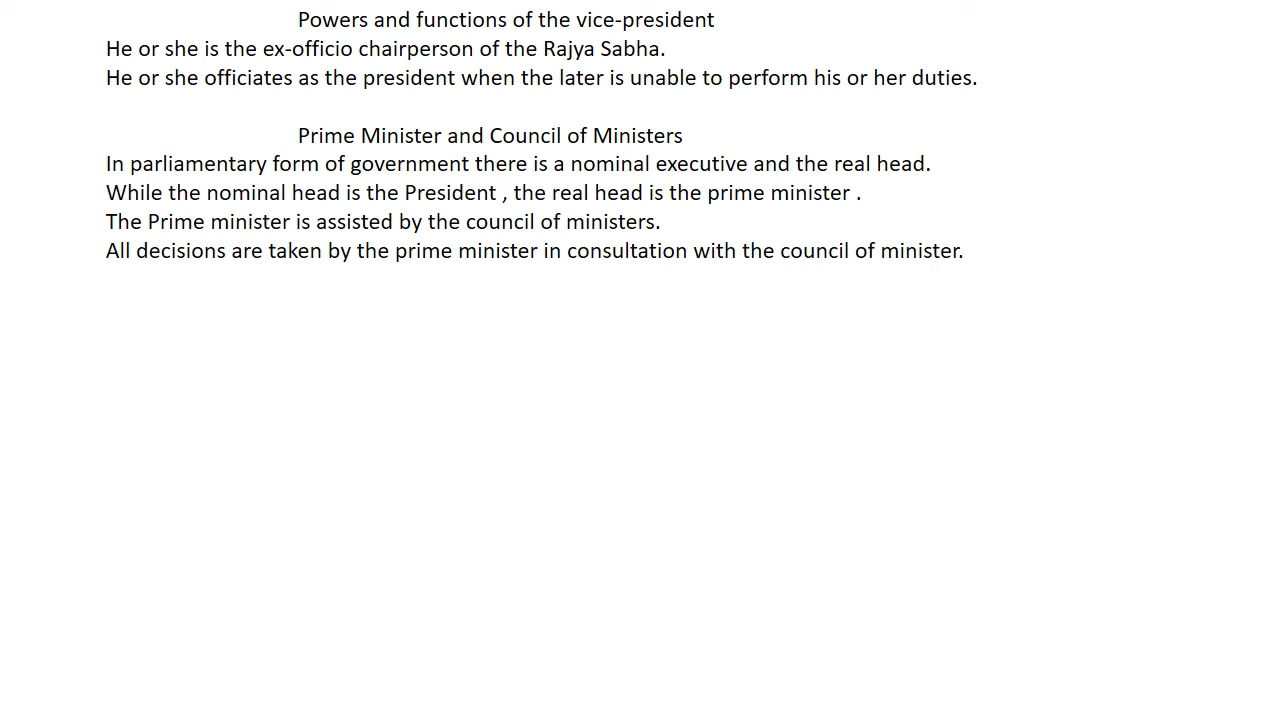 Powers and functions of the vice-president
He or she is the ex-officio chairperson of the Rajya Sabha.
He or she officiates as the president when the later is unable to perform his or her duties.
Prime Minister and Council of Ministers
In parliamentary form of government there is a nominal executive and the real head.
While the nominal head is the President , the real head is the prime minister .
The Prime minister is assisted by the council of ministers.
All decisions are taken by the prime minister in consultation with the council of minister.